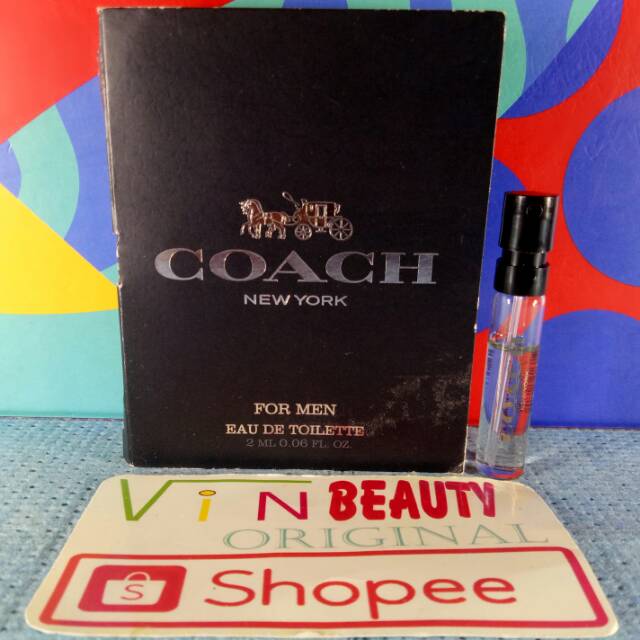 COACH
NEW YORK
FOR MEN
EAU DE TOILETTE
2 ML 0.06 FL. OZ.
ViN BEAUTY
ORIGINAL
S Shopee